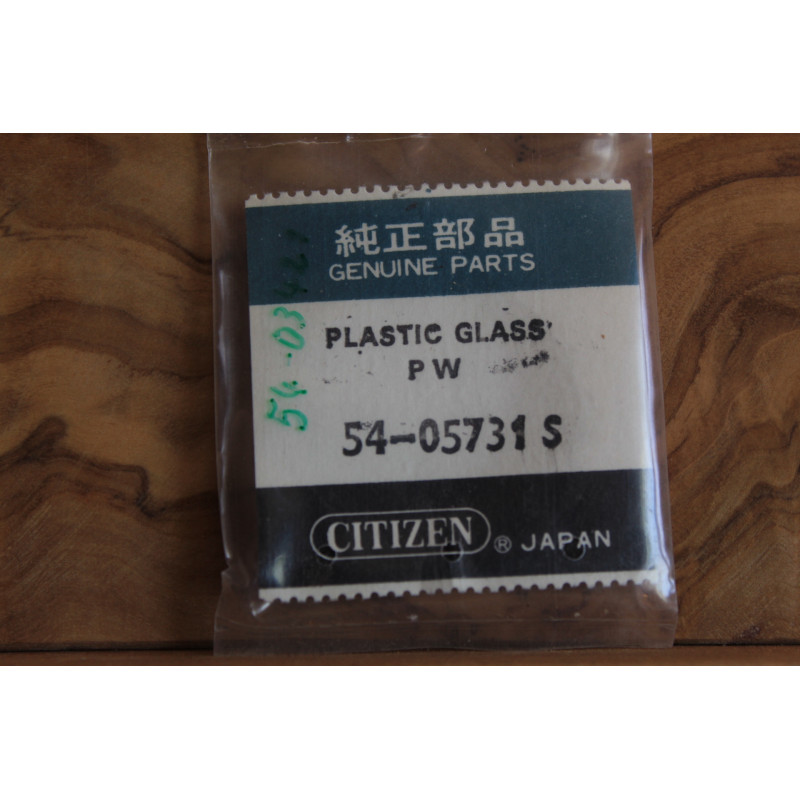 純正部品
GENUINE PARTS
PLASTIC GLASS
PW
54-05731 S
CITIZEN ® JAPAN